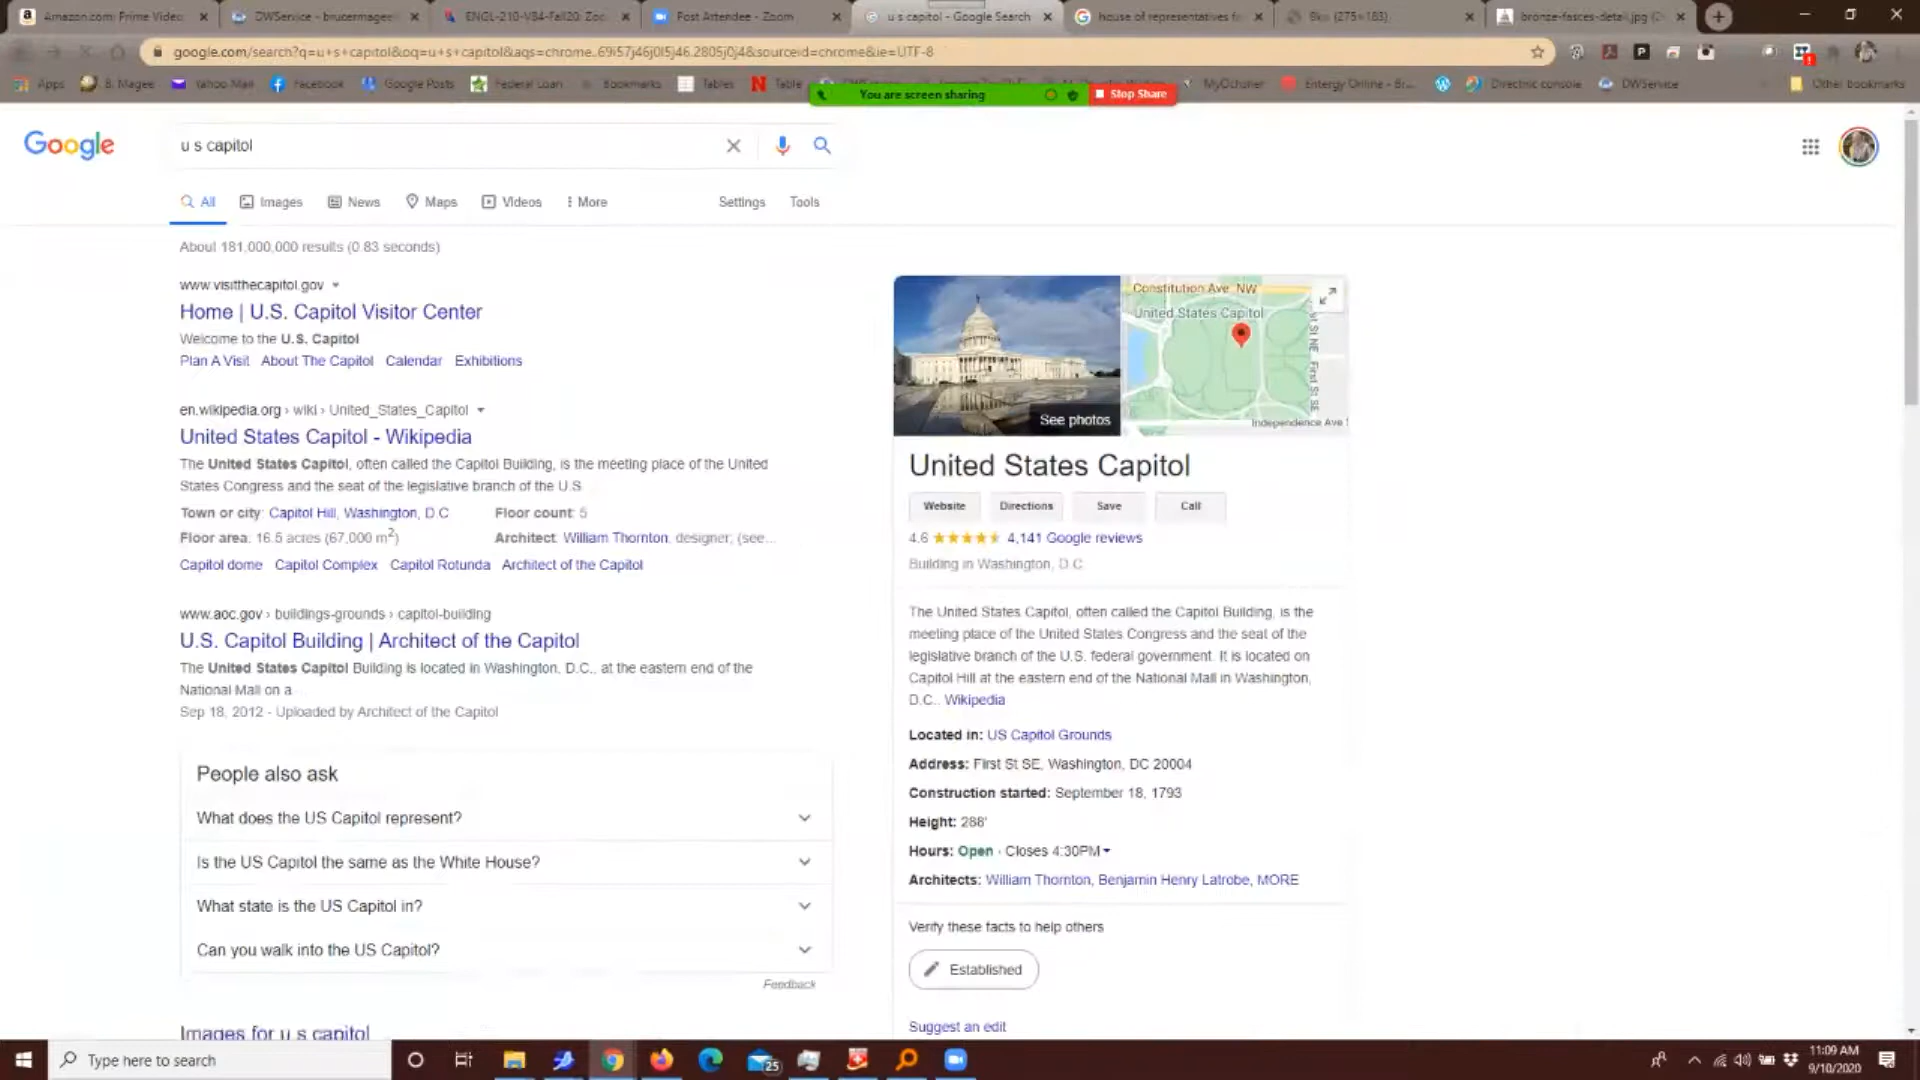 Amazon.com: Prime Video
DWService - brucermagee
ENGL-210-V84-Fall20: Zoo
Post Attendee - Zoom
u s capitol - Google Search
house of representatives f
(275×183)
bronze-fasces-detail.jpg
google.com/search?q=u+s+capitol&oq=u+s+capitol&aqs=chrome..69i57j46j0l5j46.2805j0j4&sourceid=chrome&ie=UTF-8
Apps
B. Magee
Yahoo Mail
Facebook
Google Posts
Federal Loan
Bookmarks
Tables
Table
MyOchsner
Entergy Online - Br...
Directnic console
DWService
Other bookmarks
You are screen sharing
Stop Share
Google
u s capitol
All
Images
News
Maps
Videos
More
Settings
Tools
About 181,000,000 results (0.83 seconds)
www.visitthecapitol.gov
Home | U.S. Capitol Visitor Center
Welcome to the U.S. Capitol
Plan A Visit About The Capitol Calendar Exhibitions
en.wikipedia.org › wiki › United_States_Capitol
United States Capitol - Wikipedia
The United States Capitol, often called the Capitol Building, is the meeting place of the United
States Congress and the seat of the legislative branch of the U.S
Town or city: Capitol Hill, Washington, D.C
Floor count: 5
Floor area: 16.5 acres (67,000 m²)
Architect: William Thornton, designer; (see...
Capitol dome Capitol Complex Capitol Rotunda Architect of the Capitol
www.aoc.gov › buildings-grounds › capitol-building
U.S. Capitol Building | Architect of the Capitol
The United States Capitol Building is located in Washington, D.C., at the eastern end of the
National Mall on a
Sep 18, 2012 - Uploaded by Architect of the Capitol
People also ask
What does the US Capitol represent?
Is the US Capitol the same as the White House?
What state is the US Capitol in?
Can you walk into the US Capitol?
Feedback
Images for u s capitol
See photos
Constitution Ave. NW
United States Capitol
First St SE
Independence Ave S
United States Capitol
Website
Directions
Save
Call
4.6
4,141 Google reviews
Building in Washington, D.C
The United States Capitol, often called the Capitol Building, is the
meeting place of the United States Congress and the seat of the
legislative branch of the U.S. federal government. It is located on
Capitol Hill at the eastern end of the National Mall in Washington,
D.C.. Wikipedia
Located in: US Capitol Grounds
Address: First St SE, Washington, DC 20004
Construction started: September 18, 1793
Height: 288'
Hours: Open · Closes 4:30PM
Architects: William Thornton, Benjamin Henry Latrobe, MORE
Verify these facts to help others
Established
Suggest an edit
Type here to search
25
11:09 AM
9/10/2020